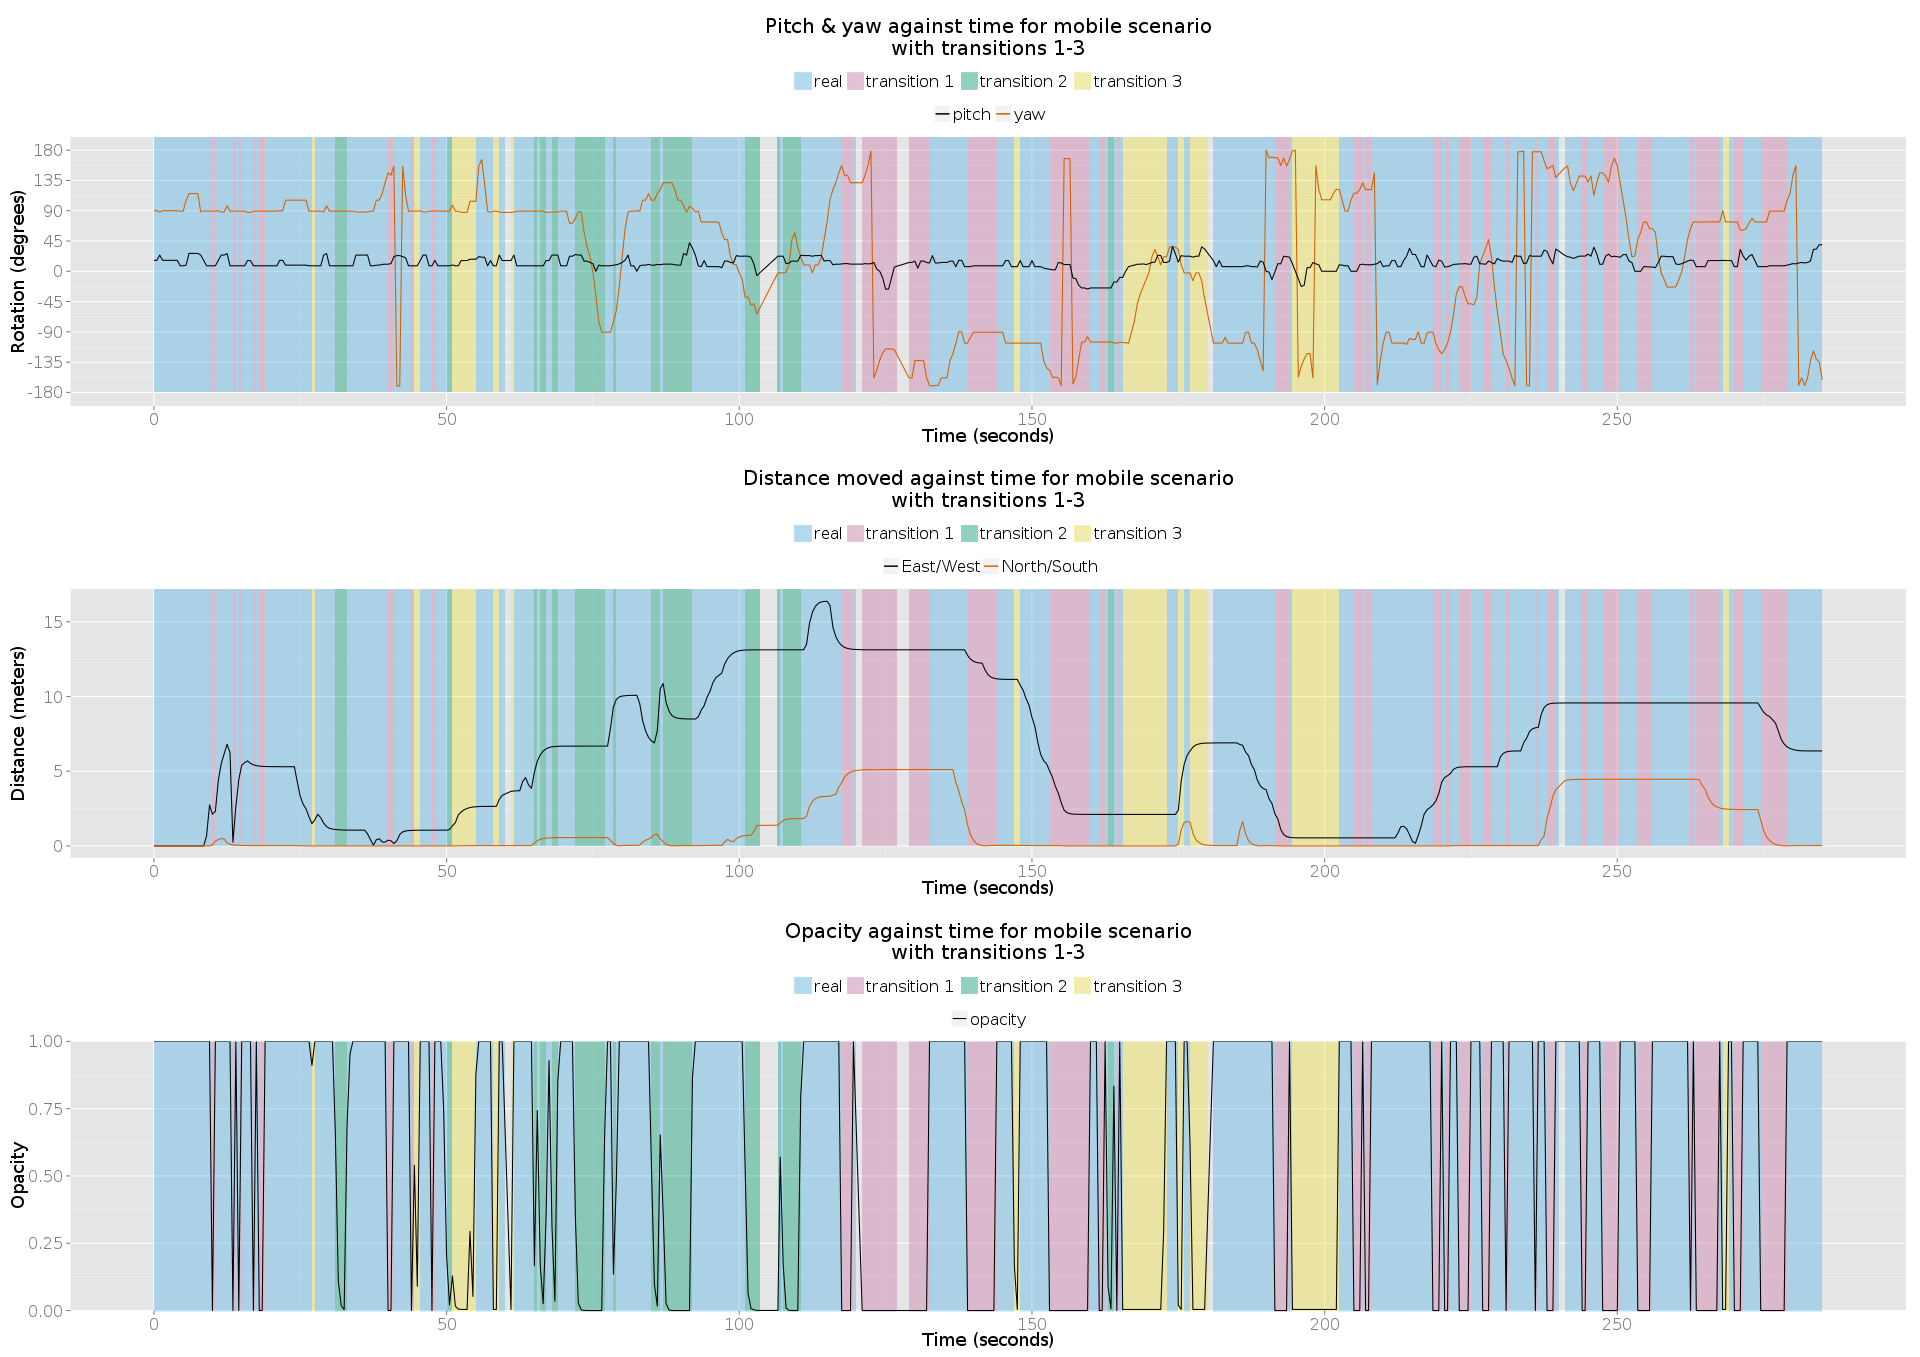 Pitch & yaw against time for mobile scenario
with transitions 1-3
real transition 1 transition 2 transition 3
pitch yaw
Rotation (degrees)
180
135
90
45
0
-45
-90
-135
-180
0 50 100 150 200 250
Time (seconds)
Distance moved against time for mobile scenario
with transitions 1-3
real transition 1 transition 2 transition 3
East/West North/South
Distance (meters)
15
10
5
0
0 50 100 150 200 250
Time (seconds)
Opacity against time for mobile scenario
with transitions 1-3
real transition 1 transition 2 transition 3
opacity
Opacity
1.00
0.75
0.50
0.25
0.00
0 50 100 150 200 250
Time (seconds)